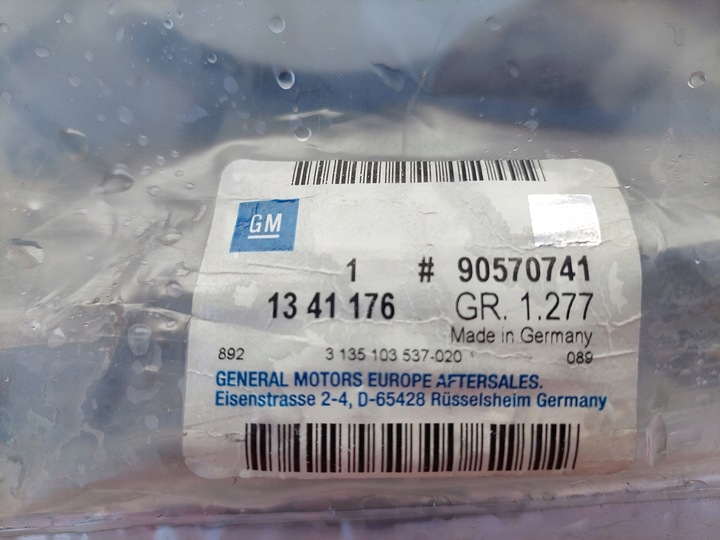 GM
1 # 90570741
13 41 176 GR. 1.277
Made in Germany
892 3 135 103 537-020 089
GENERAL MOTORS EUROPE AFTERSALES.
Eisenstrasse 2-4, D-65428 Rüsselsheim Germany